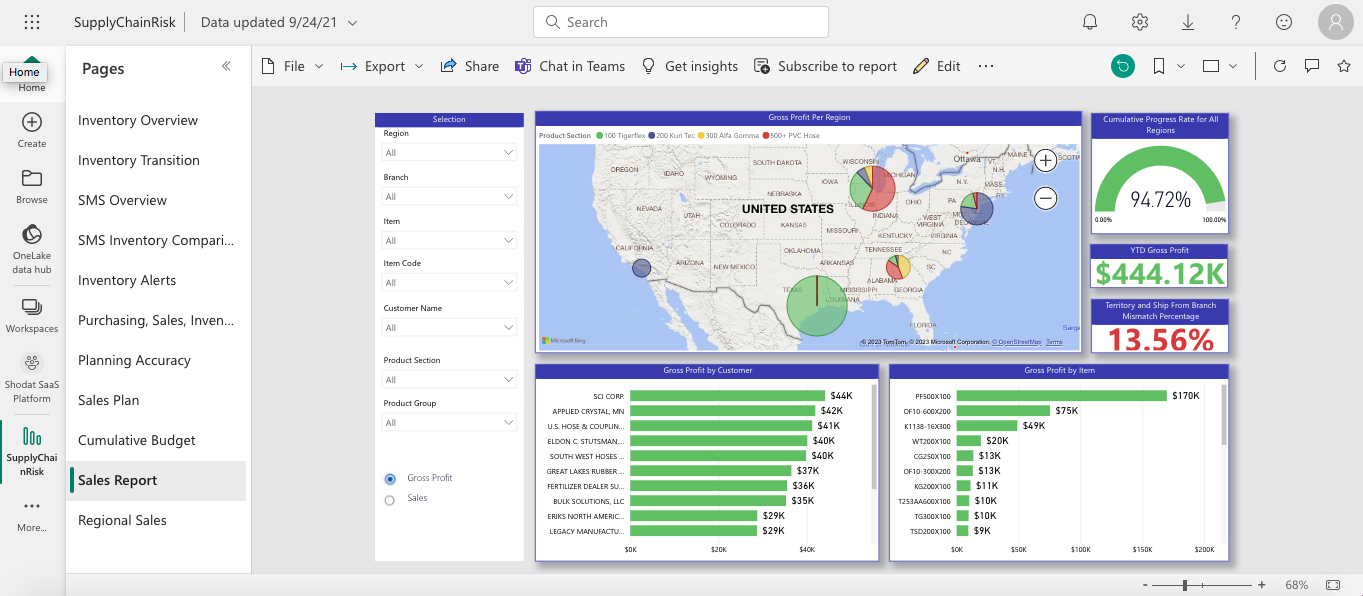 SupplyChainRisk
Data updated 9/24/21
Search
Home
Home
Create
Browse
OneLake
data hub
Workspaces
Shodat SaaS
Platform
SupplyChai
nRisk
More...
Pages
Inventory Overview
Inventory Transition
SMS Overview
SMS Inventory Compari...
Inventory Alerts
Purchasing, Sales, Inven...
Planning Accuracy
Sales Plan
Cumulative Budget
Sales Report
Regional Sales
File
Export
Share
Chat in Teams
Get insights
Subscribe to report
Edit
Selection
Region
All
Branch
All
Item
All
Item Code
All
Customer Name
All
Product Section
All
Product Group
All
Gross Profit
Sales
Gross Profit Per Region
Product Section 100 Tigerflex 200 Kuri Tec 300 Alfa Gomma 500+ PVC Hose
Ottawa
MAINE
VT.
N.H.
SOUTH DAKOTA
WISCONSIN
OREGON
IDAHO
WYOMING
IOWA
N.Y.
MASS.
NEBRASKA
NEVADA
UTAH
UNITED STATES
INDIANA
OHIO
PA
COLORADO
KANSAS
MISSOURI
WEST
VIRGINIA
KENTUCKY
VIRGINIA
CALIFORNIA
OKLAHOMA
TENNESSEE
NC
ARIZONA
NEW MEXICO
ARKANSAS
SC
ALABAMA
MISSISSIPPI
GEORGIA
LOUISIANA
FLORIDA
Microsoft Bing
© 2023 TomTom, © 2023 Microsoft Corporation, © OpenStreetMap Terms
Cumulative Progress Rate for All
Regions
94.72%
0.00%
100.00%
YTD Gross Profit
$444.12K
Territory and Ship From Branch
Mismatch Percentage
13.56%
Gross Profit by Customer
SCI CORP. $44K
APPLIED CRYSTAL, MN $42K
U.S. HOSE & COUPLIN... $41K
ELDON C. STUTSMAN,... $40K
SOUTH WEST HOSES ... $40K
GREAT LAKES RUBBER ... $37K
FERTILIZER DEALER SU... $36K
BULK SOLUTIONS, LLC $35K
ERIKS NORTH AMERIC... $29K
LEGACY MANUFACTU... $29K
$0K $20K $40K
Gross Profit by Item
PF500X100 $170K
OF10-600X200 $75K
K1138-16X300 $49K
WT200X100 $20K
CG250X100 $13K
OF10-300X200 $13K
KG200X100 $11K
T253AA600X100 $10K
TG300X100 $10K
TSD200X100 $9K
$0K $50K $100K $150K $200K
- + 68%